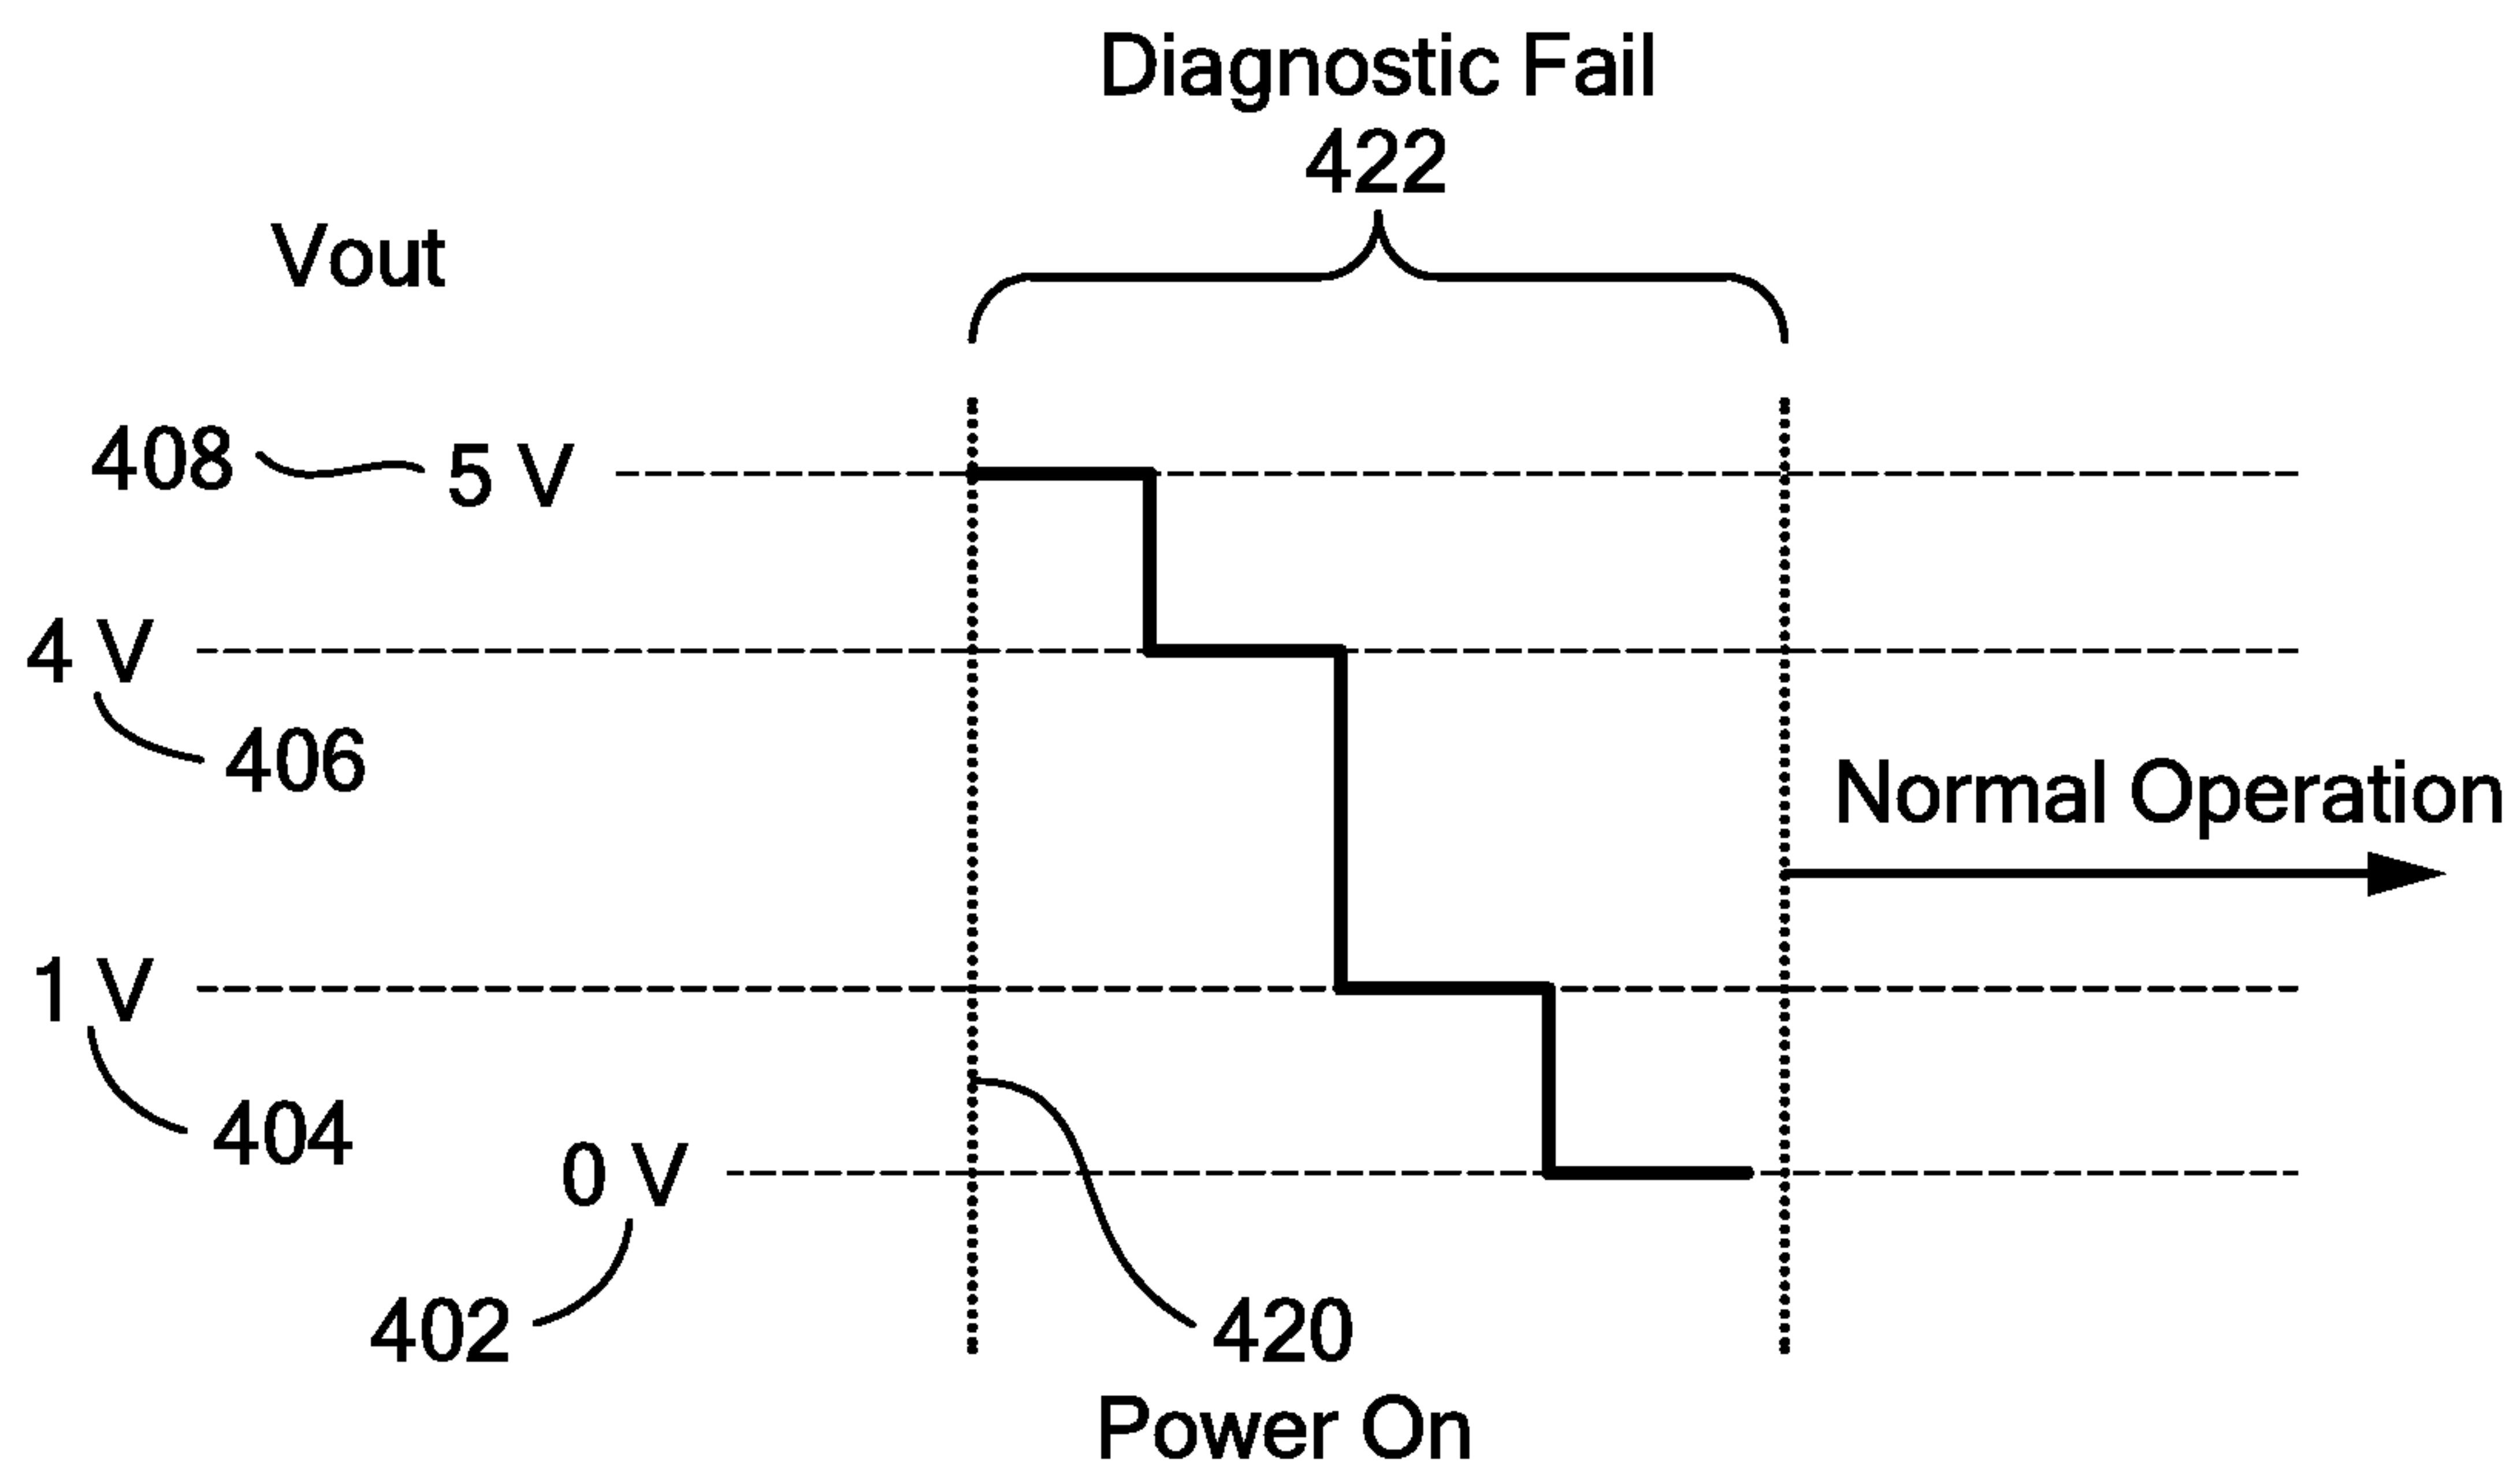 Diagnostic Fail
422
Vout
408
5 V
4 V
406
Normal Operation
1 V
404
0 V
402
420
Power On